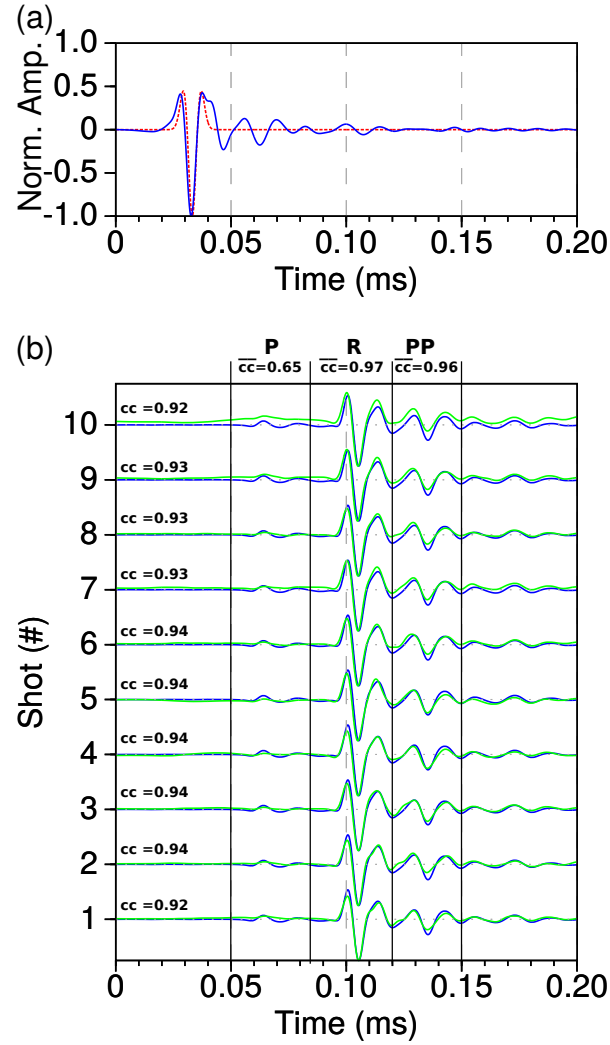 (a)
1.0
0.5
0
-0.5
-1.0
Norm. Amp.
0 0.05 0.10 0.15 0.20
Time (ms)
(b)
P R PP
cc=0.65 cc=0.97 cc=0.96
10 cc =0.92
9 cc =0.93
8 cc =0.93
7 cc =0.93
6 cc =0.94
5 cc =0.94
4 cc =0.94
3 cc =0.94
2 cc =0.94
1 cc =0.92
Shot (#)
0 0.05 0.10 0.15 0.20
Time (ms)